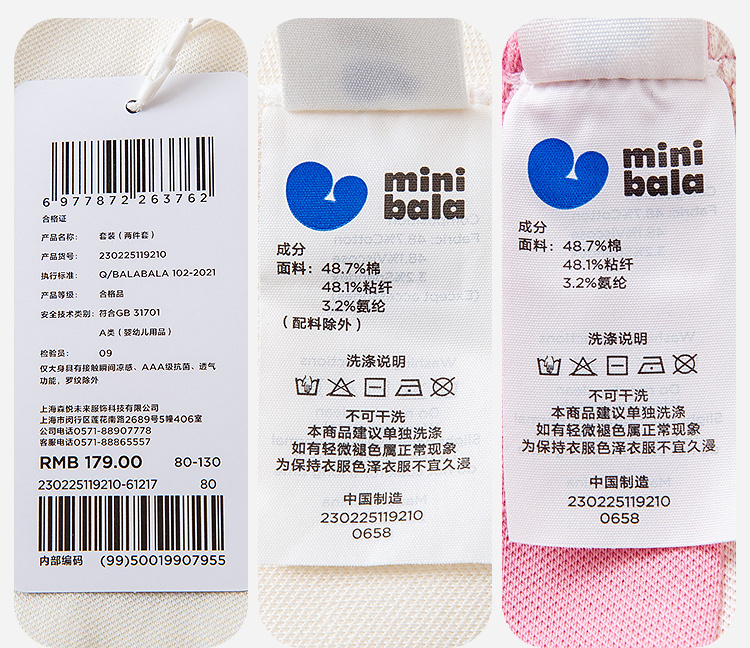 6 977872 263762
合格证
产品名称: 套装(两件套)
产品货号: 230225119210
执行标准: Q/BALABALA 102-2021
产品等级: 合格品
安全技术类别: 符合GB 31701
A类(婴幼儿用品)
检验员: 09
仅大身具有接触瞬间凉感、AAA级抗菌、透气
功能,罗纹除外
上海森悦未来服饰科技有限公司
上海市闵行区莲花南路2689号5幢406室
公司电话0571-88907778
客服电话0571-88865557
RMB 179.00 80-130
230225119210-61217 80
内部编码 (99)50019907955
mini
bala
成分
面料: 48.7%棉
48.1%粘纤
3.2%氨纶
(配料除外)
洗涤说明
不可干洗
本商品建议单独洗涤
如有轻微褪色属正常现象
为保持衣服色泽衣服不宜久浸
中国制造
230225119210
0658
mini
bala
成分
面料: 48.7%棉
48.1%粘纤
3.2%氨纶
洗涤说明
不可干洗
本商品建议单独洗涤
如有轻微褪色属正常现象
为保持衣服色泽衣服不宜久浸
中国制造
230225119210
0658